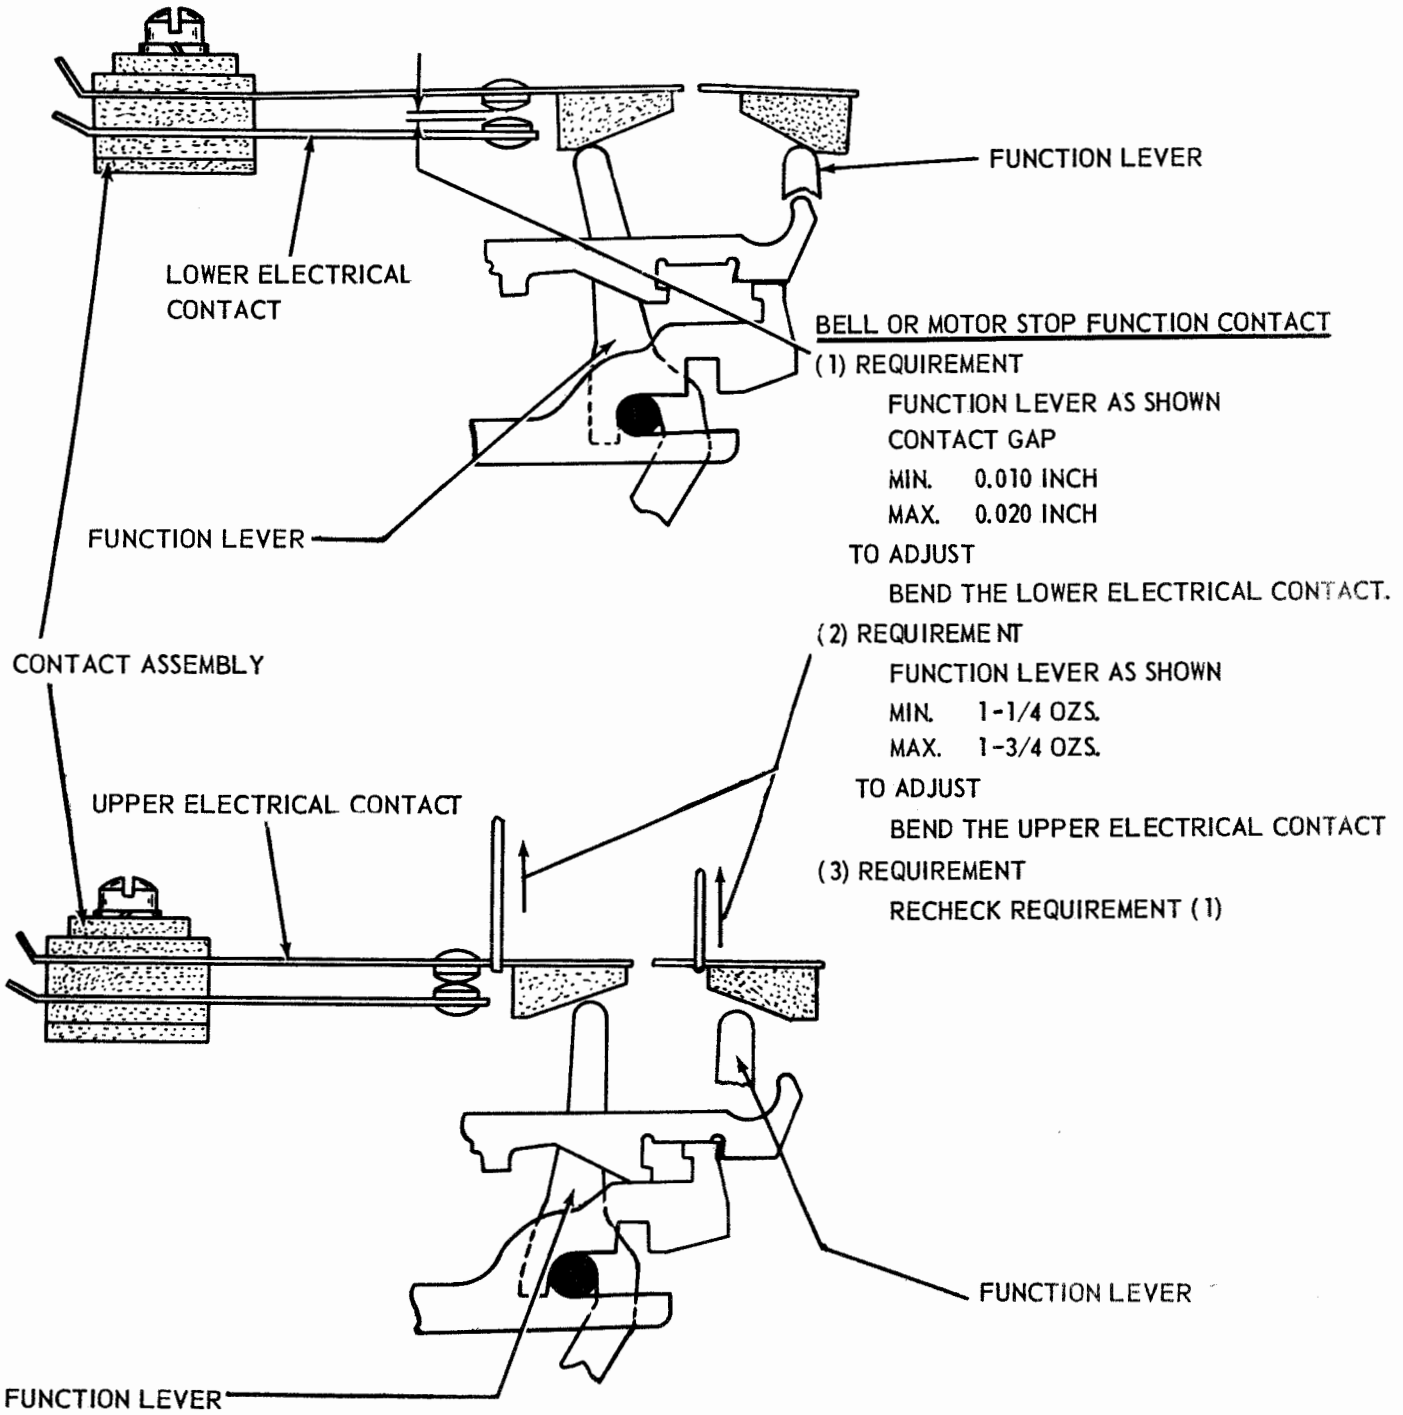 FUNCTION LEVER
LOWER ELECTRICAL
CONTACT
BELL OR MOTOR STOP FUNCTION CONTACT
(1) REQUIREMENT
FUNCTION LEVER AS SHOWN
CONTACT GAP
MIN. 0.010 INCH
MAX. 0.020 INCH
TO ADJUST
BEND THE LOWER ELECTRICAL CONTACT.
FUNCTION LEVER
CONTACT ASSEMBLY
(2) REQUIREMENT
FUNCTION LEVER AS SHOWN
MIN. 1-1/4 OZS.
MAX. 1-3/4 OZS.
TO ADJUST
BEND THE UPPER ELECTRICAL CONTACT
(3) REQUIREMENT
RECHECK REQUIREMENT (1)
UPPER ELECTRICAL CONTACT
FUNCTION LEVER
FUNCTION LEVER